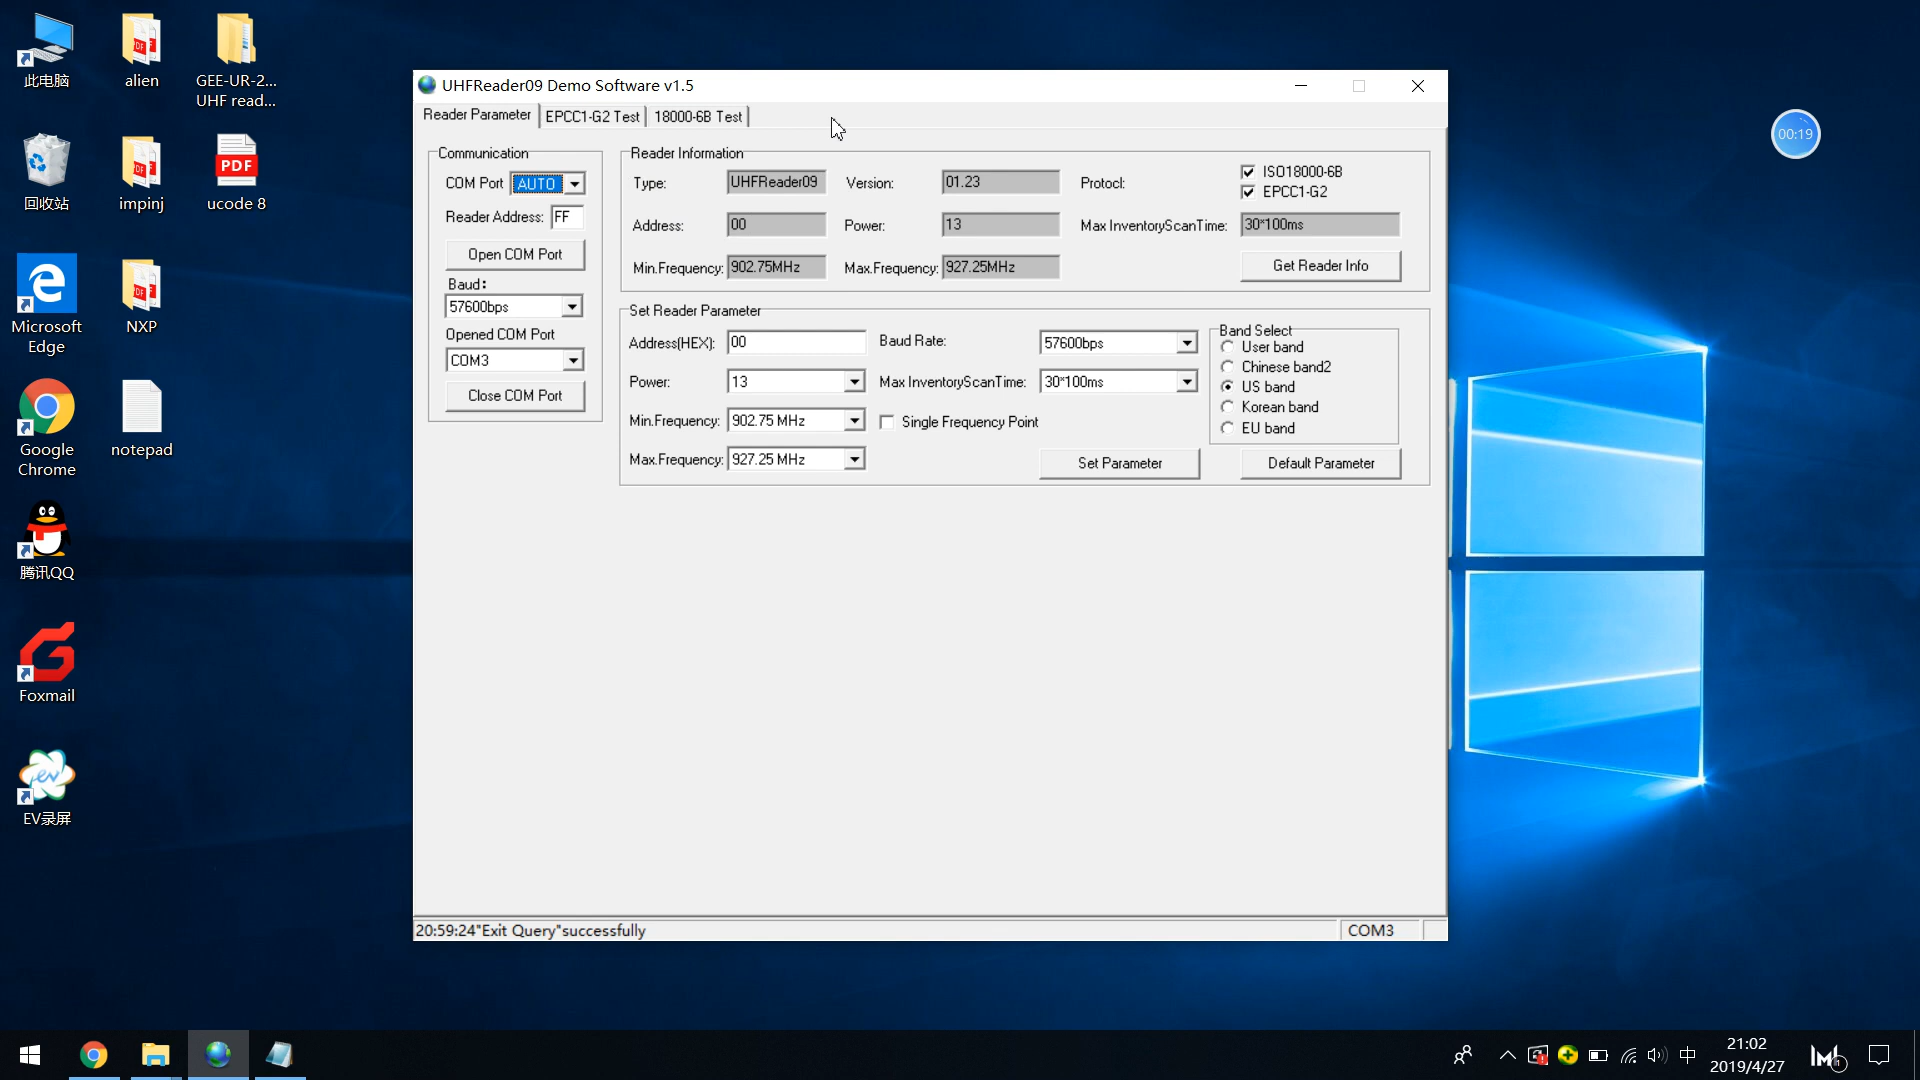 此电脑
alien
GEE-UR-2...
UHF read...
回收站
impinj
PDF
ucode 8
Microsoft
Edge
NXP
Google
Chrome
notepad
腾讯QQ
Foxmail
EV录屏
UHFReader09 Demo Software v1.5
Reader Parameter
EPCC1-G2 Test
18000-6B Test
Communication
COM Port
AUTO
Reader Address:
FF
Open COM Port
Baud:
57600bps
Opened COM Port
COM3
Close COM Port
Reader Information
Type:
UHFReader09
Version:
01.23
Protocl:
ISO18000-6B
EPCC1-G2
Address:
00
Power:
13
Max InventoryScanTime:
30*100ms
Min.Frequency:
902.75MHz
Max.Frequency:
927.25MHz
Get Reader Info
Set Reader Parameter
Address(HEX):
00
Baud Rate:
57600bps
Power:
13
Max InventoryScanTime:
30*100ms
Min.Frequency:
902.75 MHz
Single Frequency Point
Max.Frequency:
927.25 MHz
Band Select
User band
Chinese band2
US band
Korean band
EU band
Set Parameter
Default Parameter
20:59:24"Exit Query"successfully
COM3
00:19
中
21:02
2019/4/27